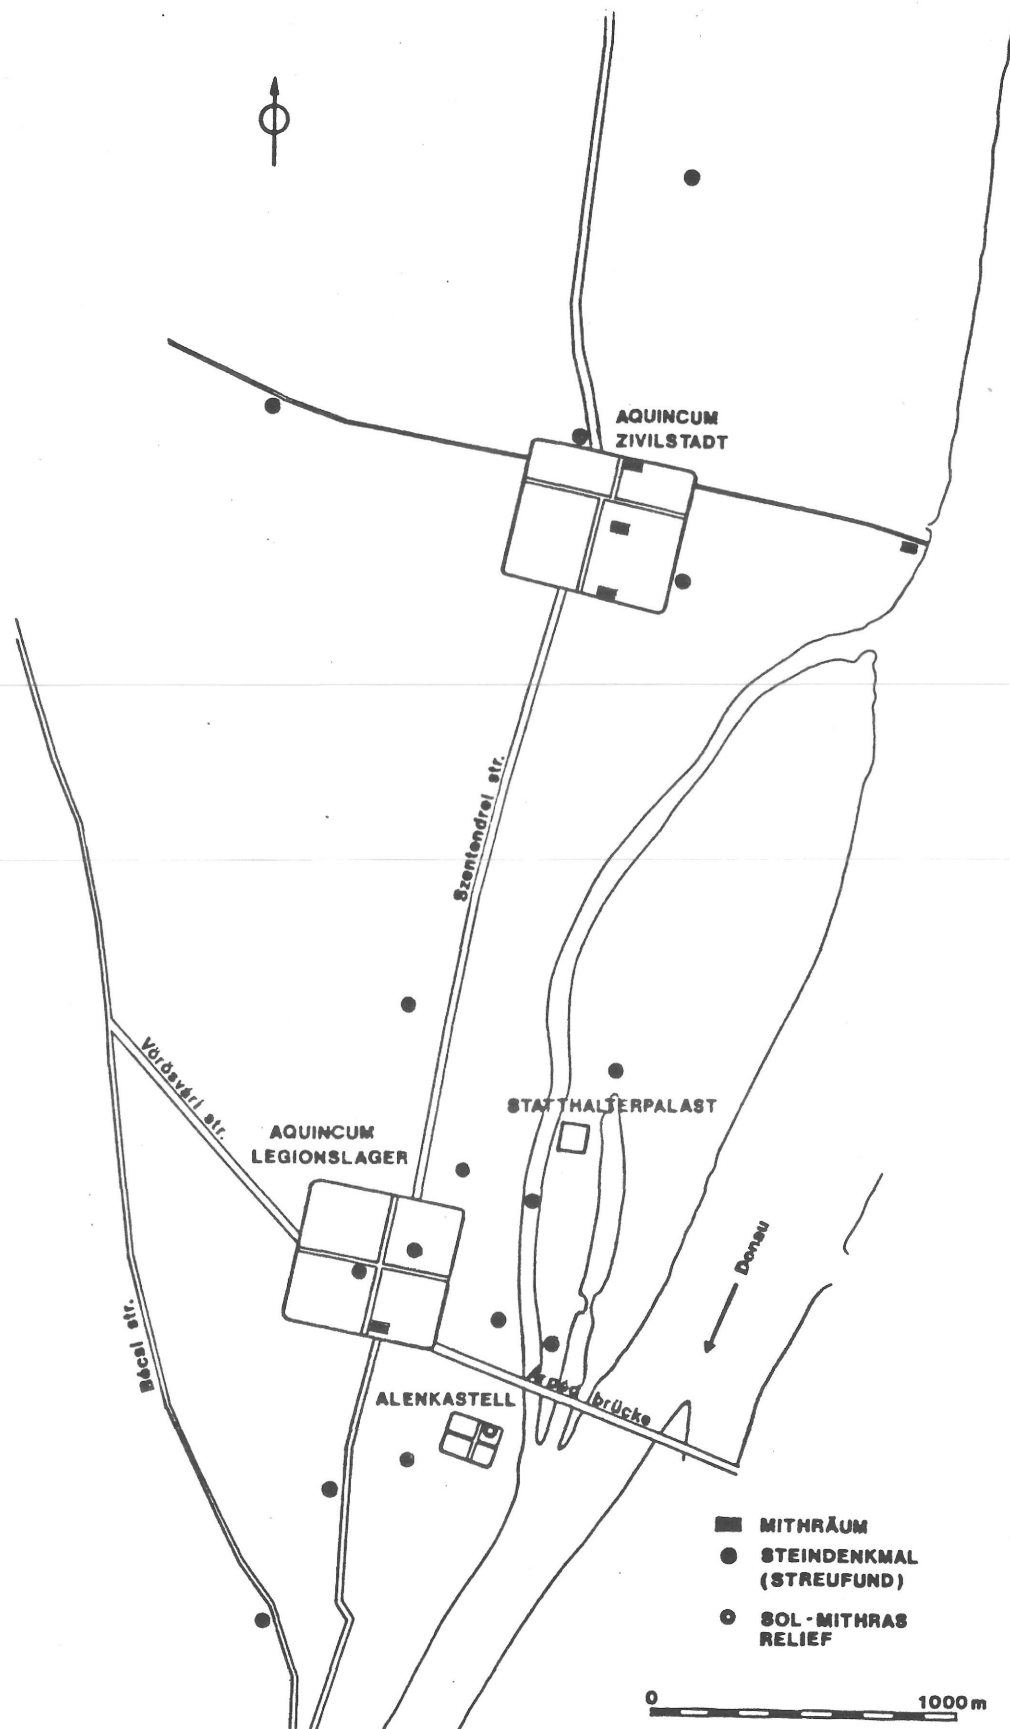 AQUINCUM
ZIVILSTADT
Szentendrei str.
Vörösvári str.
STATTHALTERPALAST
AQUINCUM
LEGIONSLAGER
Donau
Bécsi str.
Árpád brücke
ALENKASTELL
MITHRÄUM
STEINDENKMAL
(STREUFUND)
SOL-MITHRAS
RELIEF
0 1000m